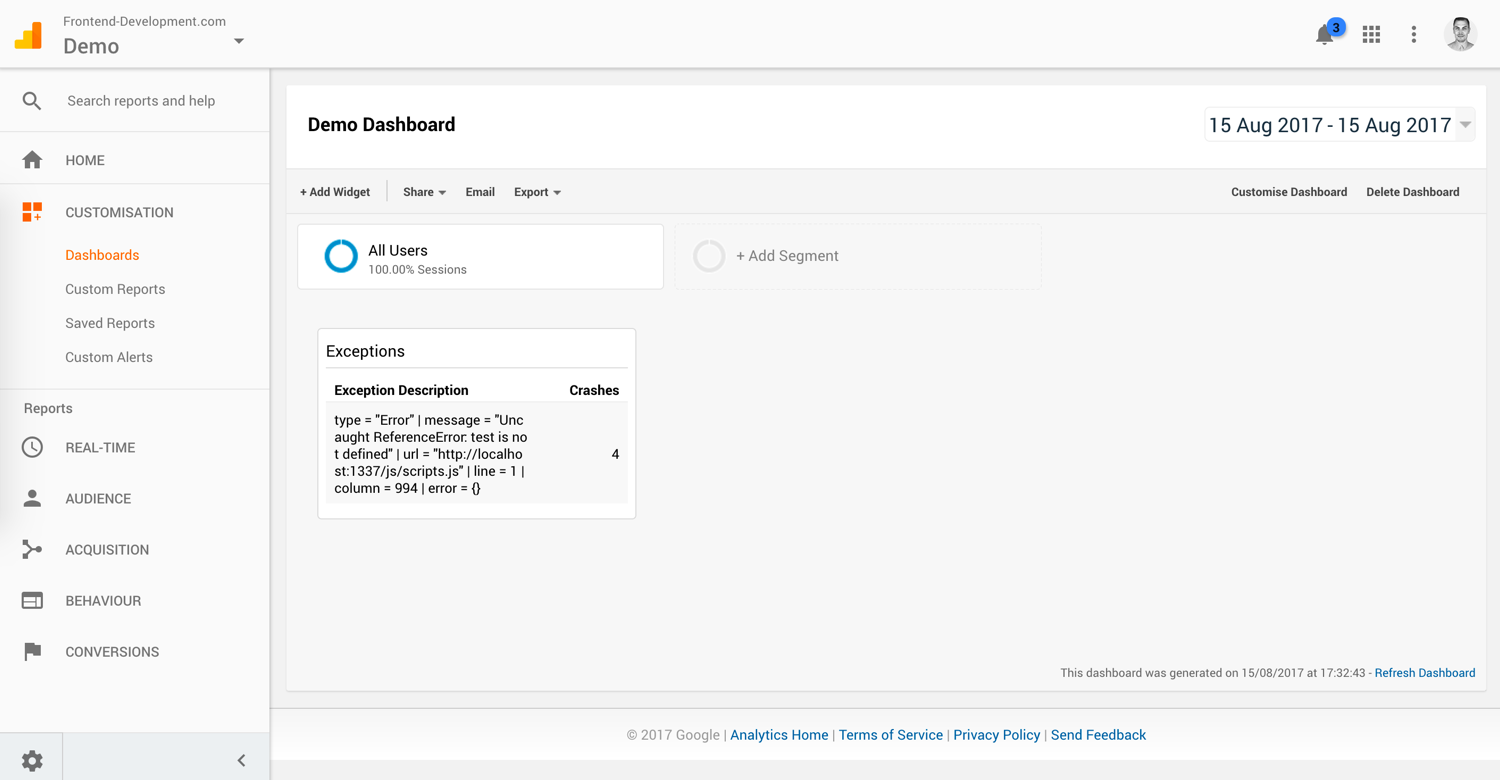 Frontend-Development.com
Demo
3
Search reports and help
HOME
CUSTOMISATION
Dashboards
Custom Reports
Saved Reports
Custom Alerts
Reports
REAL-TIME
AUDIENCE
ACQUISITION
BEHAVIOUR
CONVERSIONS
Demo Dashboard
15 Aug 2017 - 15 Aug 2017
+ Add Widget Share Email Export Customise Dashboard Delete Dashboard
All Users
100.00% Sessions
+ Add Segment
Exceptions
Exception Description Crashes
type = "Error" | message = "Unc
aught ReferenceError: test is no
t defined" | url = "http://localho
st:1337/js/scripts.js" | line = 1 |
column = 994 | error = {}
4
This dashboard was generated on 15/08/2017 at 17:32:43 - Refresh Dashboard
© 2017 Google | Analytics Home | Terms of Service | Privacy Policy | Send Feedback